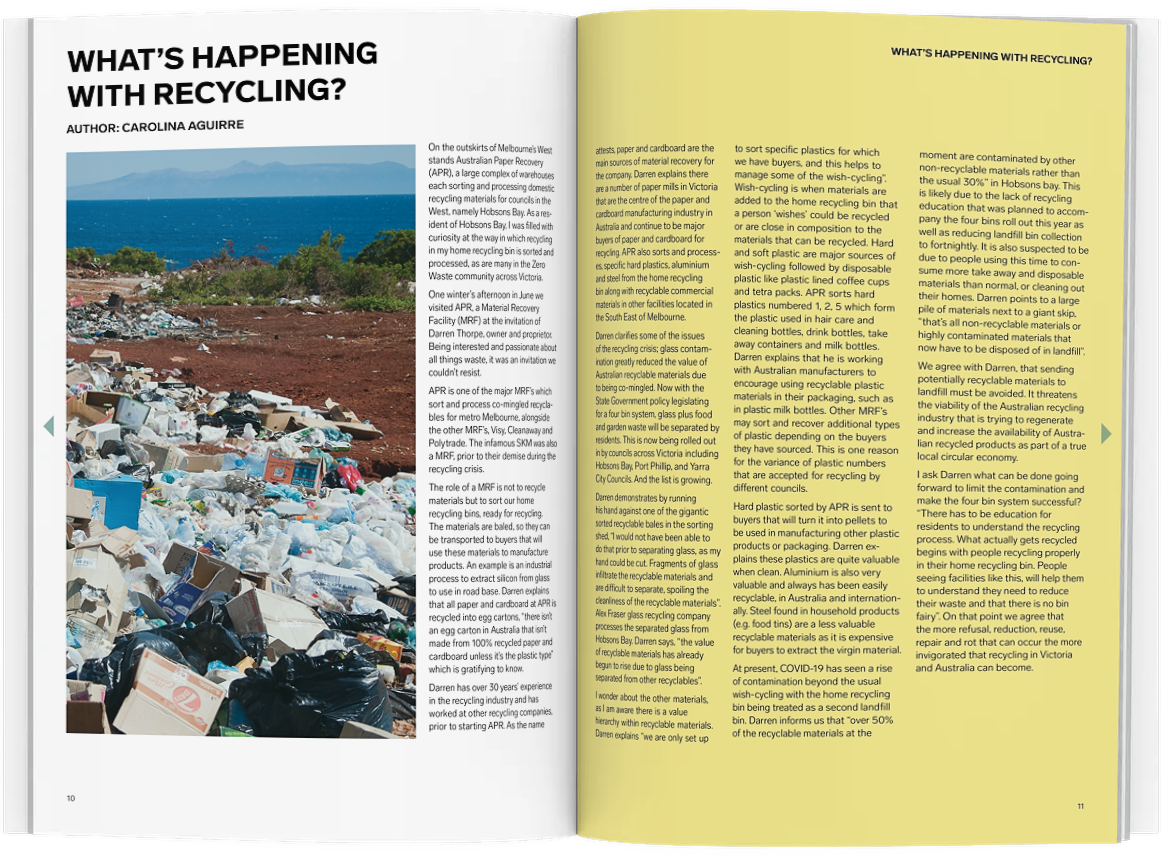 WHAT'S HAPPENING
WITH RECYCLING?
AUTHOR: CAROLINA AGUIRRE
On the outskirts of Melbourne's West
stands Australian Paper Recovery
(APR), a large complex of warehouses
each sorting and processing domestic
recycling materials for councils in the
West, namely Hobsons Bay. As a res-
ident of Hobsons Bay, I was filled with
curiosity at the way in which recycling
in my home recycling bin is sorted and
processed, as are many in the Zero
Waste community across Victoria.
One winter's afternoon in June we
visited APR, a Material Recovery
Facility (MRF) at the invitation of
Darren Thorpe, owner and proprietor.
Being interested and passionate about
all things waste, it was an invitation we
couldn't resist.
APR is one of the major MRF's which
sort and process co-mingled recycla-
bles for metro Melbourne, alongside
the other MRF's, Visy, Cleanaway and
Polytrade. The infamous SKM was also
a MRF, prior to their demise during the
recycling crisis.
The role of a MRF is not to recycle
materials but to sort our home
recycling bins, ready for recycling.
The materials are baled, so they can
be transported to buyers that will
use these materials to manufacture
products. An example is an industrial
process to extract silicon from glass
to use in road base. Darren explains
that all paper and cardboard at APR is
recycled into egg cartons, "there isn't
an egg carton in Australia that isn't
made from 100% recycled paper and
cardboard unless it's the plastic type"
which is gratifying to know.
Darren has over 30 years' experience
in the recycling industry and has
worked at other recycling companies,
prior to starting APR. As the name
10
WHAT'S HAPPENING WITH RECYCLING?
attests, paper and cardboard are the
main sources of material recovery for
the company. Darren explains there
are a number of paper mills in Victoria
that are the centre of the paper and
cardboard manufacturing industry in
Australia and continue to be major
buyers of paper and cardboard for
recycling. APR also sorts and process-
es, specific hard plastics, aluminium
and steel from the home recycling
bin along with recyclable commercial
materials in other facilities located in
the South East of Melbourne.
Darren clarifies some of the issues
of the recycling crisis; glass contam-
ination greatly reduced the value of
Australian recyclable materials due
to being co-mingled. Now with the
State Government policy legislating
for a four bin system, glass plus food
and garden waste will be separated by
residents. This is now being rolled out
in by councils across Victoria including
Hobsons Bay, Port Phillip, and Yarra
City Councils. And the list is growing.
Darren demonstrates by running
his hand against one of the gigantic
sorted recyclable bales in the sorting
shed, "I would not have been able to
do that prior to separating glass, as my
hand could be cut. Fragments of glass
infiltrate the recyclable materials and
are difficult to separate, spoiling the
cleanliness of the recyclable materials".
Alex Fraser glass recycling company
processes the separated glass from
Hobsons Bay. Darren says, "the value
of recyclable materials has already
begun to rise due to glass being
separated from other recyclables".
I wonder about the other materials,
as I am aware there is a value
hierarchy within recyclable materials.
Darren explains "we are only set up
to sort specific plastics for which
we have buyers, and this helps to
manage some of the wish-cycling".
Wish-cycling is when materials are
added to the home recycling bin that
a person 'wishes' could be recycled
or are close in composition to the
materials that can be recycled. Hard
and soft plastic are major sources of
wish-cycling followed by disposable
plastic like plastic lined coffee cups
and tetra packs. APR sorts hard
plastics numbered 1, 2, 5 which form
the plastic used in hair care and
cleaning bottles, drink bottles, take
away containers and milk bottles.
Darren explains that he is working
with Australian manufacturers to
encourage using recyclable plastic
materials in their packaging, such as
in plastic milk bottles. Other MRF's
may sort and recover additional types
of plastic depending on the buyers
they have sourced. This is one reason
for the variance of plastic numbers
that are accepted for recycling by
different councils.
Hard plastic sorted by APR is sent to
buyers that will turn it into pellets to
be used in manufacturing other plastic
products or packaging. Darren ex-
plains these plastics are quite valuable
when clean. Aluminium is also very
valuable and always has been easily
recyclable, in Australia and internation-
ally. Steel found in household products
(e.g. food tins) are a less valuable
recyclable materials as it is expensive
for buyers to extract the virgin material.
At present, COVID-19 has seen a rise
of contamination beyond the usual
wish-cycling with the home recycling
bin being treated as a second landfill
bin. Darren informs us that "over 50%
of the recyclable materials at the
moment are contaminated by other
non-recyclable materials rather than
the usual 30%" in Hobsons bay. This
is likely due to the lack of recycling
education that was planned to accom-
pany the four bins roll out this year as
well as reducing landfill bin collection
to fortnightly. It is also suspected to be
due to people using this time to con-
sume more take away and disposable
materials than normal, or cleaning out
their homes. Darren points to a large
pile of materials next to a giant skip,
"that's all non-recyclable materials or
highly contaminated materials that
now have to be disposed of in landfill".
We agree with Darren, that sending
potentially recyclable materials to
landfill must be avoided. It threatens
the viability of the Australian recycling
industry that is trying to regenerate
and increase the availability of Austra-
lian recycled products as part of a true
local circular economy.
I ask Darren what can be done going
forward to limit the contamination and
make the four bin system successful?
"There has to be education for
residents to understand the recycling
process. What actually gets recycled
begins with people recycling properly
in their home recycling bin. People
seeing facilities like this, will help them
to understand they need to reduce
their waste and that there is no bin
fairy". On that point we agree that
the more refusal, reduction, reuse,
repair and rot that can occur the more
invigorated that recycling in Victoria
and Australia can become.
11